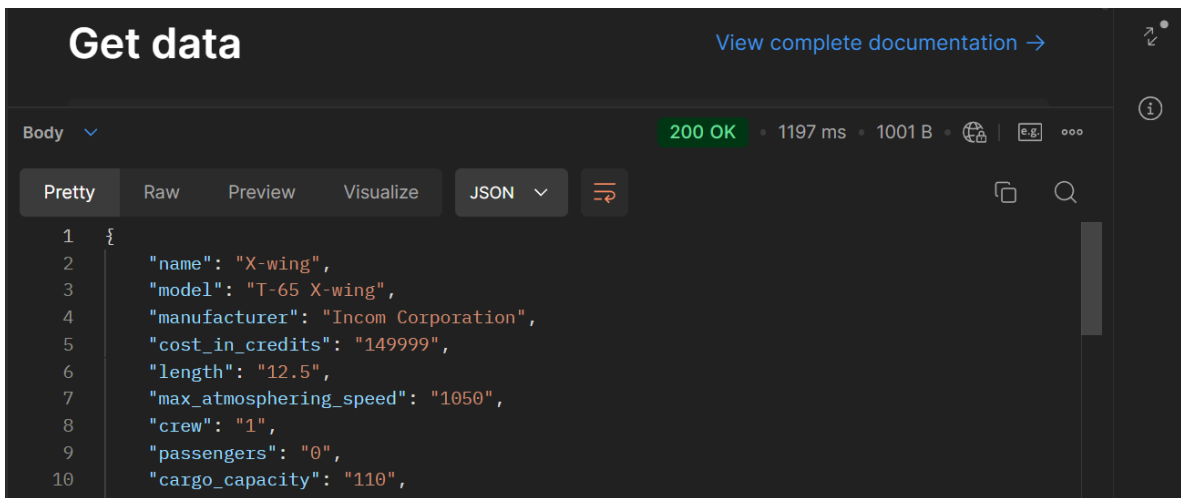 Get data
View complete documentation →
Body
200 OK • 1197 ms • 1001 B • e.g.
Pretty Raw Preview Visualize JSON
1 {
2 "name": "X-wing",
3 "model": "T-65 X-wing",
4 "manufacturer": "Incom Corporation",
5 "cost_in_credits": "149999",
6 "length": "12.5",
7 "max_atmosphering_speed": "1050",
8 "crew": "1",
9 "passengers": "0",
10 "cargo_capacity": "110",